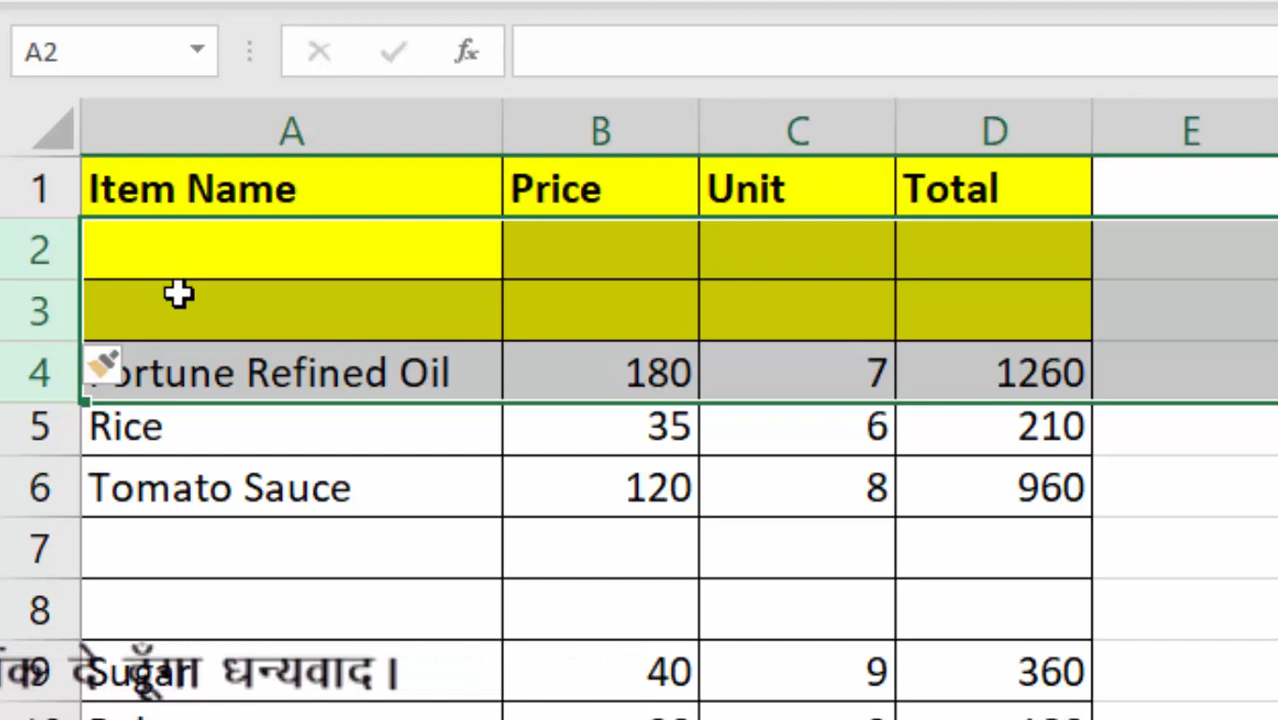 A2 fx
A B C D E
1 Item Name Price Unit Total
2
3
4 Fortune Refined Oil 180 7 1260
5 Rice 35 6 210
6 Tomato Sauce 120 8 960
7
8
9 Sugar 40 9 360
दे दूँगा धन्यवाद।